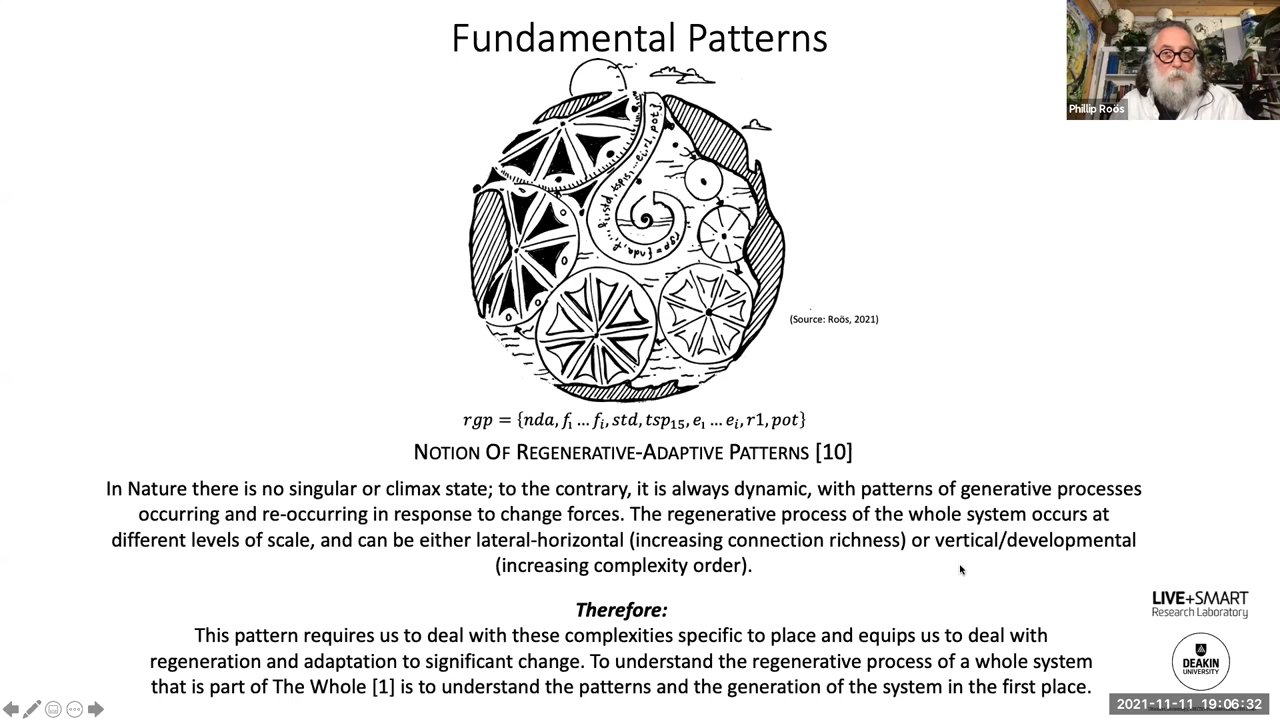 Fundamental Patterns
Phillip Roös
(Source: Roös, 2021)
rgp = {nda, f₁ … fᵢ, std, tsp₁₅, e₁ … eᵢ, r1, pot}
NOTION OF REGENERATIVE-ADAPTIVE PATTERNS [10]
In Nature there is no singular or climax state; to the contrary, it is always dynamic, with patterns of generative processes
occurring and re-occurring in response to change forces. The regenerative process of the whole system occurs at
different levels of scale, and can be either lateral-horizontal (increasing connection richness) or vertical/developmental
(increasing complexity order).
Therefore:
This pattern requires us to deal with these complexities specific to place and equips us to deal with
regeneration and adaptation to significant change. To understand the regenerative process of a whole system
that is part of The Whole [1] is to understand the patterns and the generation of the system in the first place.
LIVE+SMART
Research Laboratory
DEAKIN
UNIVERSITY
2021-11-11 19:06:32